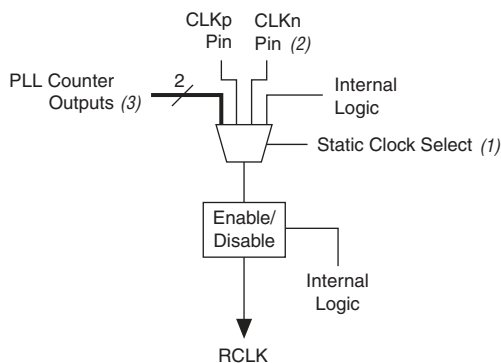 CLKp
Pin
CLKn
Pin (2)
PLL Counter
Outputs (3)
2
Internal
Logic
Static Clock Select (1)
Enable/
Disable
Internal
Logic
RCLK